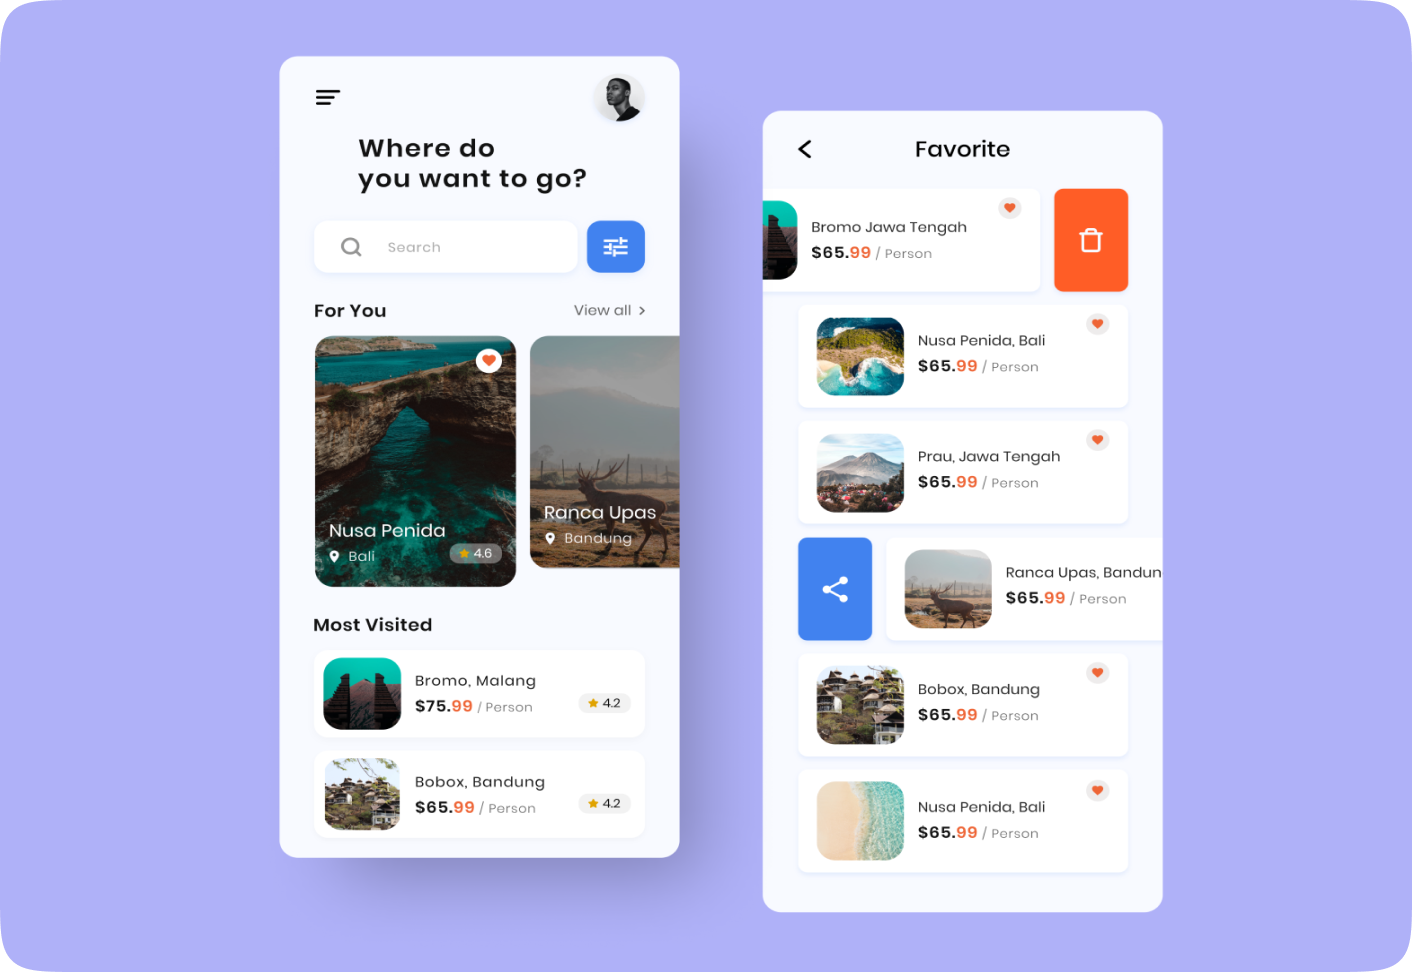 Where do
you want to go?
Search
For You
View all
Nusa Penida
Bali
4.6
Ranca Upas
Bandung
Most Visited
Bromo, Malang
$75.99 / Person
4.2
Bobox, Bandung
$65.99 / Person
4.2
Favorite
Bromo Jawa Tengah
$65.99 / Person
Nusa Penida, Bali
$65.99 / Person
Prau, Jawa Tengah
$65.99 / Person
Ranca Upas, Bandun
$65.99 / Person
Bobox, Bandung
$65.99 / Person
Nusa Penida, Bali
$65.99 / Person